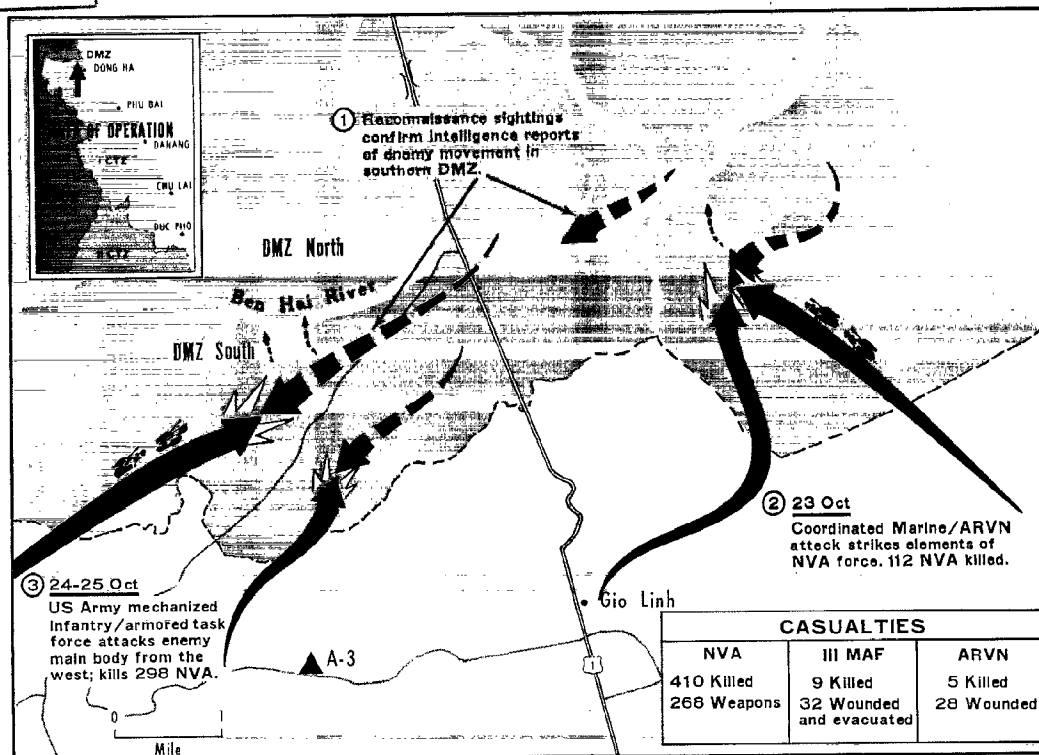 DMZ
DONG HA
PHU BAI
OF OPERATION
DANANG
CTZ
CHU LAI
DUC PHO
CTZ
① Reconnaissance sightings
confirm intelligence reports
of enemy movement in
southern DMZ.
DMZ North
Ben Hai River
DMZ South
② 23 Oct
Coordinated Marine/ARVN
atteck strikes elements of
NVA force. 112 NVA killed.
③ 24-25 Oct
US Army mechanized
infantry/armored task
force attacks enemy
main body from the
west; kills 298 NVA.
Gio Linh
A-3
1
0 1
Mile
CASUALTIES
NVA III MAF ARVN
410 Killed 9 Killed 5 Killed
268 Weapons 32 Wounded 28 Wounded
and evacuated